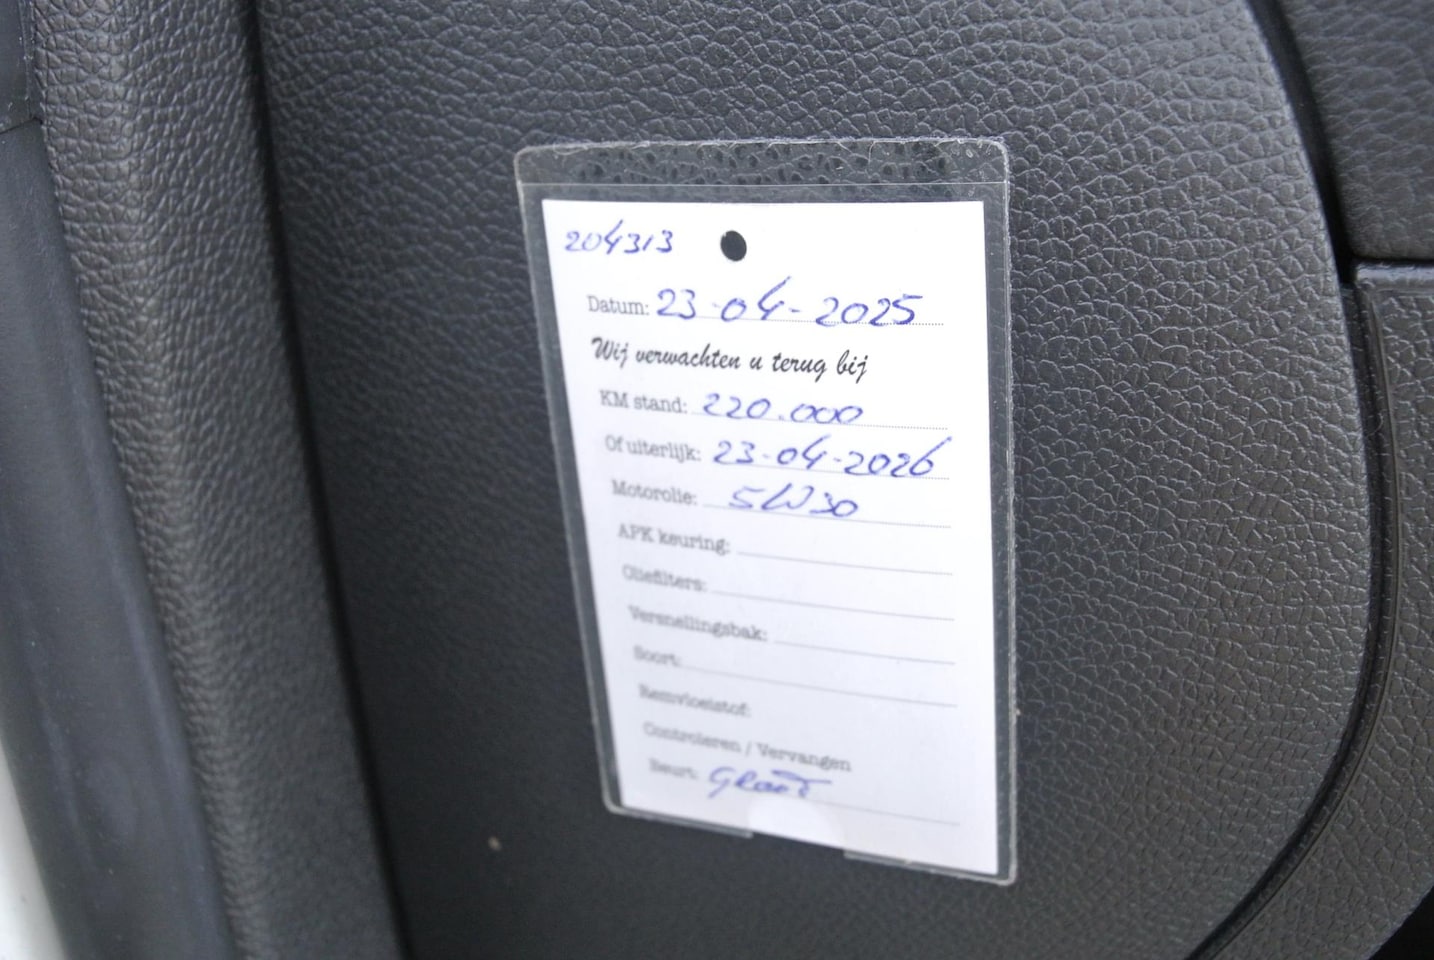 204313
Datum: 23-04-2025
Wij verwachten u terug bij
KM stand: 220.000
Of uiterlijk: 23-04-2026
Motorolie: 5W30
APK keuring:
Oliefilters:
Versnellingsbak:
Soort:
Remvloeistof:
Controleren / Vervangen
Beurt: GROOT